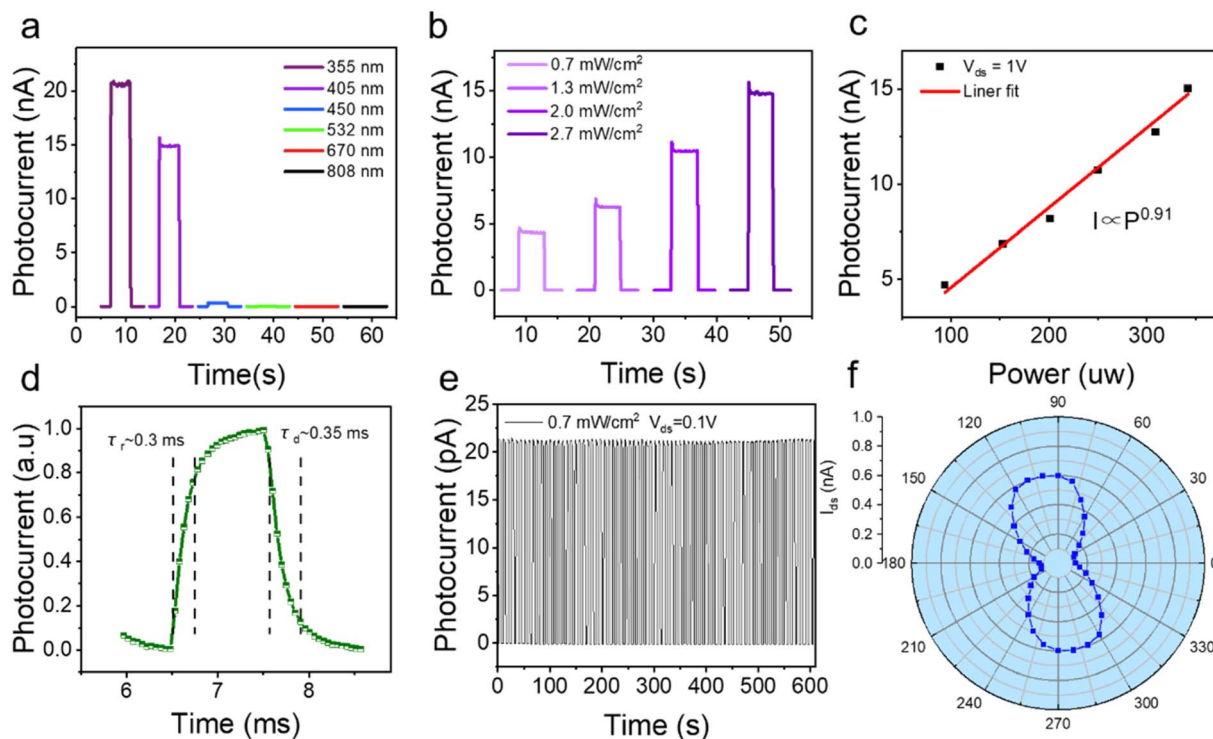 a
Photocurrent (nA)
20
15
10
5
0
355 nm
405 nm
450 nm
532 nm
670 nm
808 nm
10 20 30 40 50 60
Time(s)
b
Photocurrent (nA)
15
10
5
0
0.7 mW/cm²
1.3 mW/cm²
2.0 mW/cm²
2.7 mW/cm²
10 20 30 40 50
Time (s)
c
Photocurrent (nA)
15
10
5
Vds = 1V
Liner fit
I∝P^0.91
100 200 300
Power (uw)
d
Photocurrent (a.u)
1.0
0.8
0.6
0.4
0.2
0.0
τr~0.3 ms
τd~0.35 ms
6 7 8
Time (ms)
e
Photocurrent (pA)
25
20
15
10
5
0
0.7 mW/cm² Vds=0.1V
0 100 200 300 400 500 600
Time (s)
f
Ids (nA)
1.0
0.8
0.6
0.4
0.2
0.0
90
120
60
150
30
180
0
210
330
240
300
270